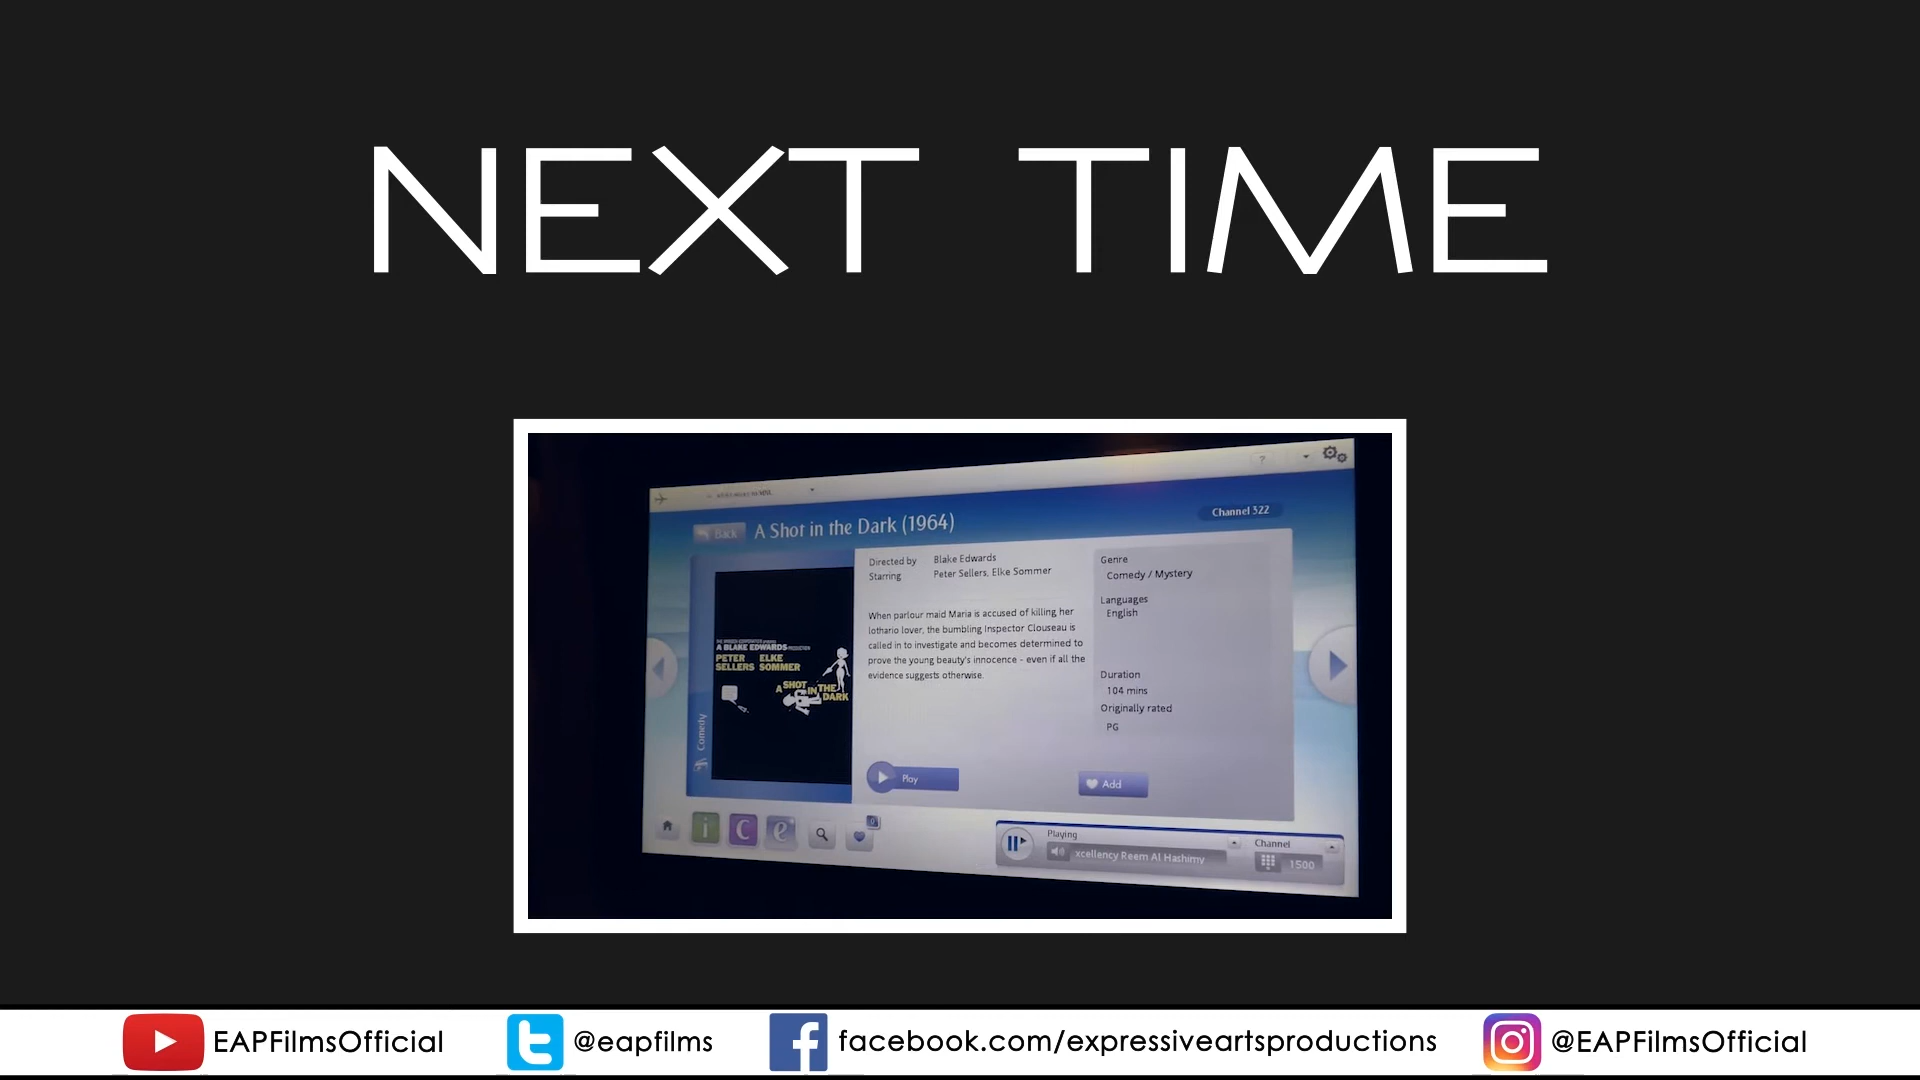 NEXT TIME
?
Back
A Shot in the Dark (1964)
Channel 322
Directed by Blake Edwards
Starring Peter Sellers, Elke Sommer
When parlour maid Maria is accused of killing her
lothario lover, the bumbling Inspector Clouseau is
called in to investigate and becomes determined to
prove the young beauty's innocence - even if all the
evidence suggests otherwise.
Genre
Comedy / Mystery
Languages
English
Duration
104 mins
Originally rated
PG
A BLAKE EDWARDS PRODUCTION
PETER SELLERS
ELKE SOMMER
A SHOT IN THE DARK
Comedy
Play
Add
i
C
e
0
Playing
xcellency Reem Al Hashimy
Channel
1500
EAPFilmsOfficial
@eapfilms
facebook.com/expressiveartsproductions
@EAPFilmsOfficial